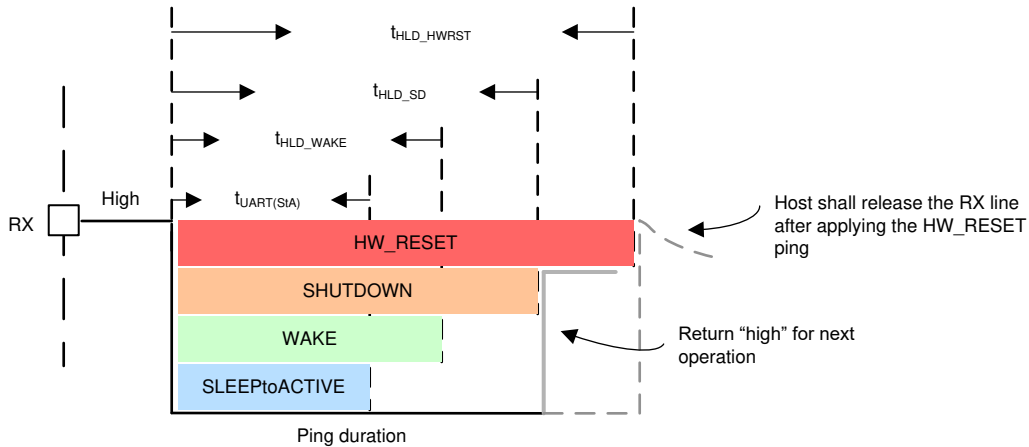 tHLD_HWRST
tHLD_SD
tHLD_WAKE
tUART(StA)
High
RX
HW_RESET
SHUTDOWN
WAKE
SLEEPtoACTIVE
Ping duration
Host shall release the RX line
after applying the HW_RESET
ping
Return “high” for next
operation